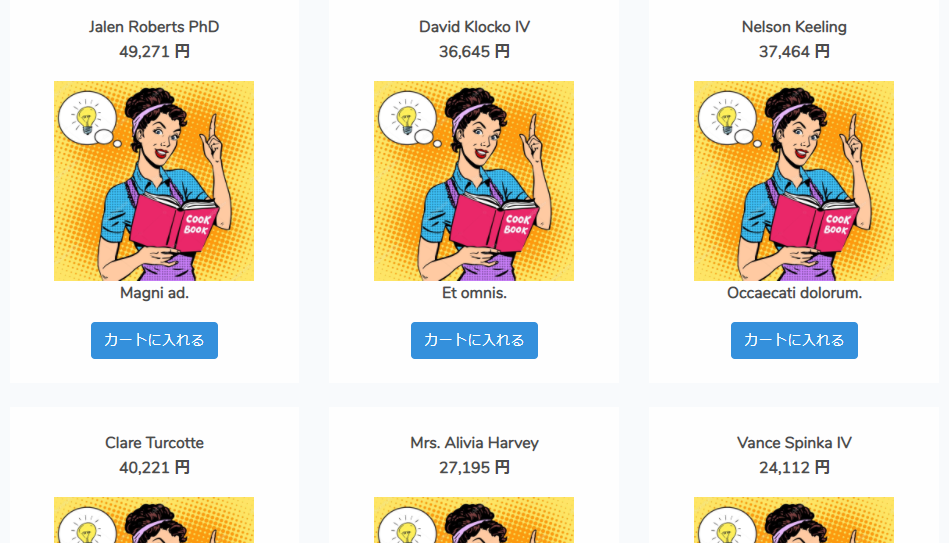 Jalen Roberts PhD
49,271 円
COOK
BOOK
Magni ad.
カートに入れる
David Klocko IV
36,645 円
COOK
BOOK
Et omnis.
カートに入れる
Nelson Keeling
37,464 円
COOK
BOOK
Occaecati dolorum.
カートに入れる
Clare Turcotte
40,221 円
Mrs. Alivia Harvey
27,195 円
Vance Spinka IV
24,112 円